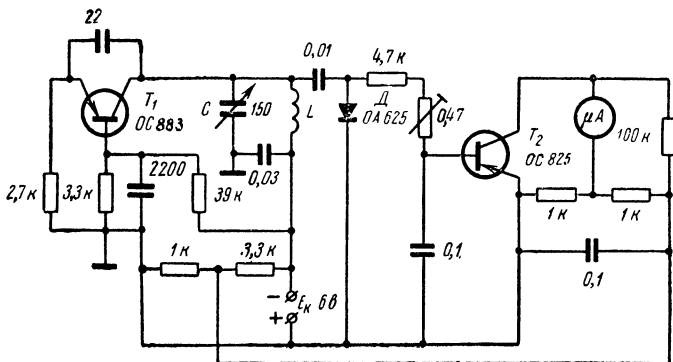 22
T₁
ОС 883
2,7 к
3,3 к
2200
39 к
C
150
0,03
L
0,01
4,7 к
Д
ОА 625
0,47
T₂
ОС 825
μA
100 к
1 к
1 к
0,1
0,1
1 к
3,3 к
− Eк 6 в
+